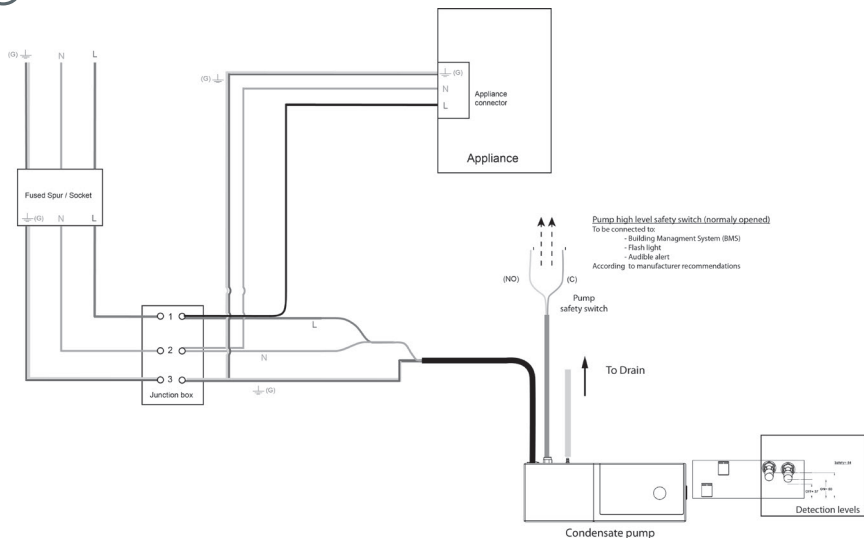 (G) N L
Fused Spur / Socket
(G) N L
(G)
(G)
N
L
Appliance
connector
Appliance
1
2
3
Junction box
L
N
(G)
Pump high level safety switch (normaly opened)
To be connected to:
- Building Managment System (BMS)
- Flash light
- Audible alert
According to manufacturer recommendations
(NO) (C)
Pump
safety switch
To Drain
Condensate pump
Detection levels